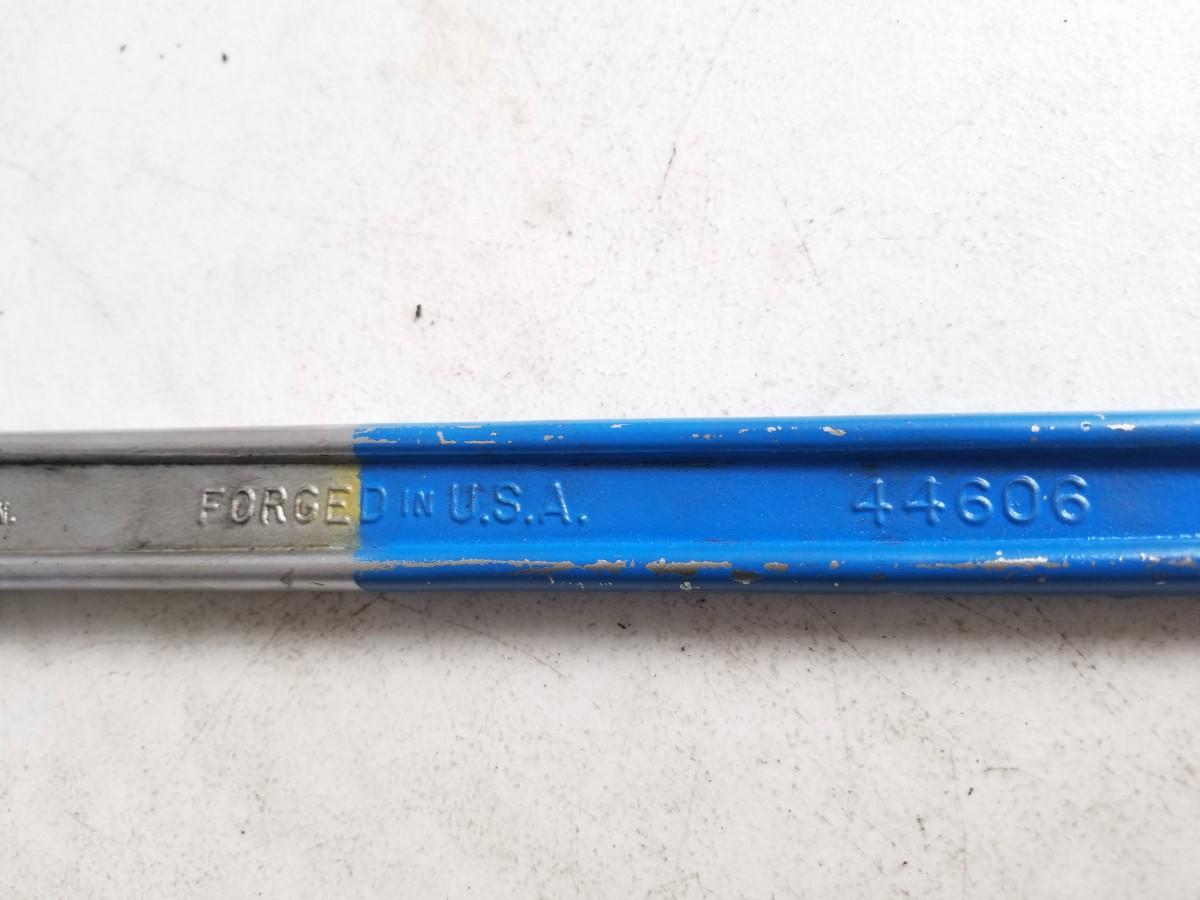 N. FORGED IN U.S.A. 44606